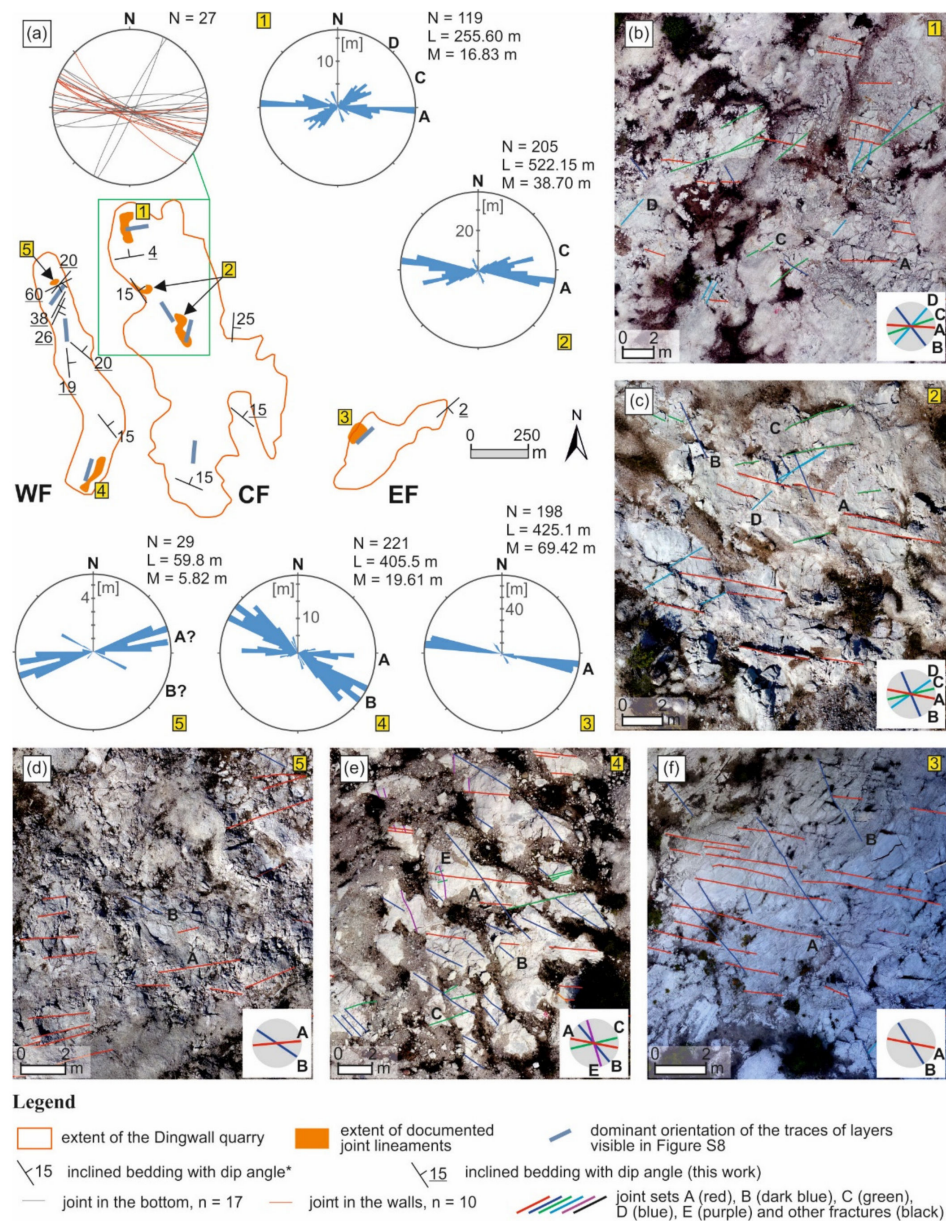 (a)
N
N = 27
1
N
[m]
10
D
C
A
N = 119
L = 255.60 m
M = 16.83 m
(b)
1
D
C
A
0 2
m
D
C
A
B
N = 205
L = 522.15 m
M = 38.70 m
N
[m]
20
C
A
2
1
4
2
15
25
5
20
60
38
26
20
19
15
15
15
3
2
4
WF
CF
EF
0 250
m
N
(c)
2
C
B
A
D
0 2
m
D
C
A
B
N = 29
L = 59.8 m
M = 5.82 m
N
[m]
4
A?
B?
5
N = 221
L = 405.5 m
M = 19.61 m
N
[m]
10
A
B
4
N = 198
L = 425.1 m
M = 69.42 m
N
[m]
40
A
3
(d)
5
B
A
0 2
m
A
B
(e)
4
E
A
B
C
0 2
m
A
C
B
E
(f)
3
B
A
0 2
m
A
B
Legend
extent of the Dingwall quarry
extent of documented
joint lineaments
dominant orientation of the traces of layers
visible in Figure S8
15 inclined bedding with dip angle*
15 inclined bedding with dip angle (this work)
joint in the bottom, n = 17
joint in the walls, n = 10
joint sets A (red), B (dark blue), C (green),
D (blue), E (purple) and other fractures (black)